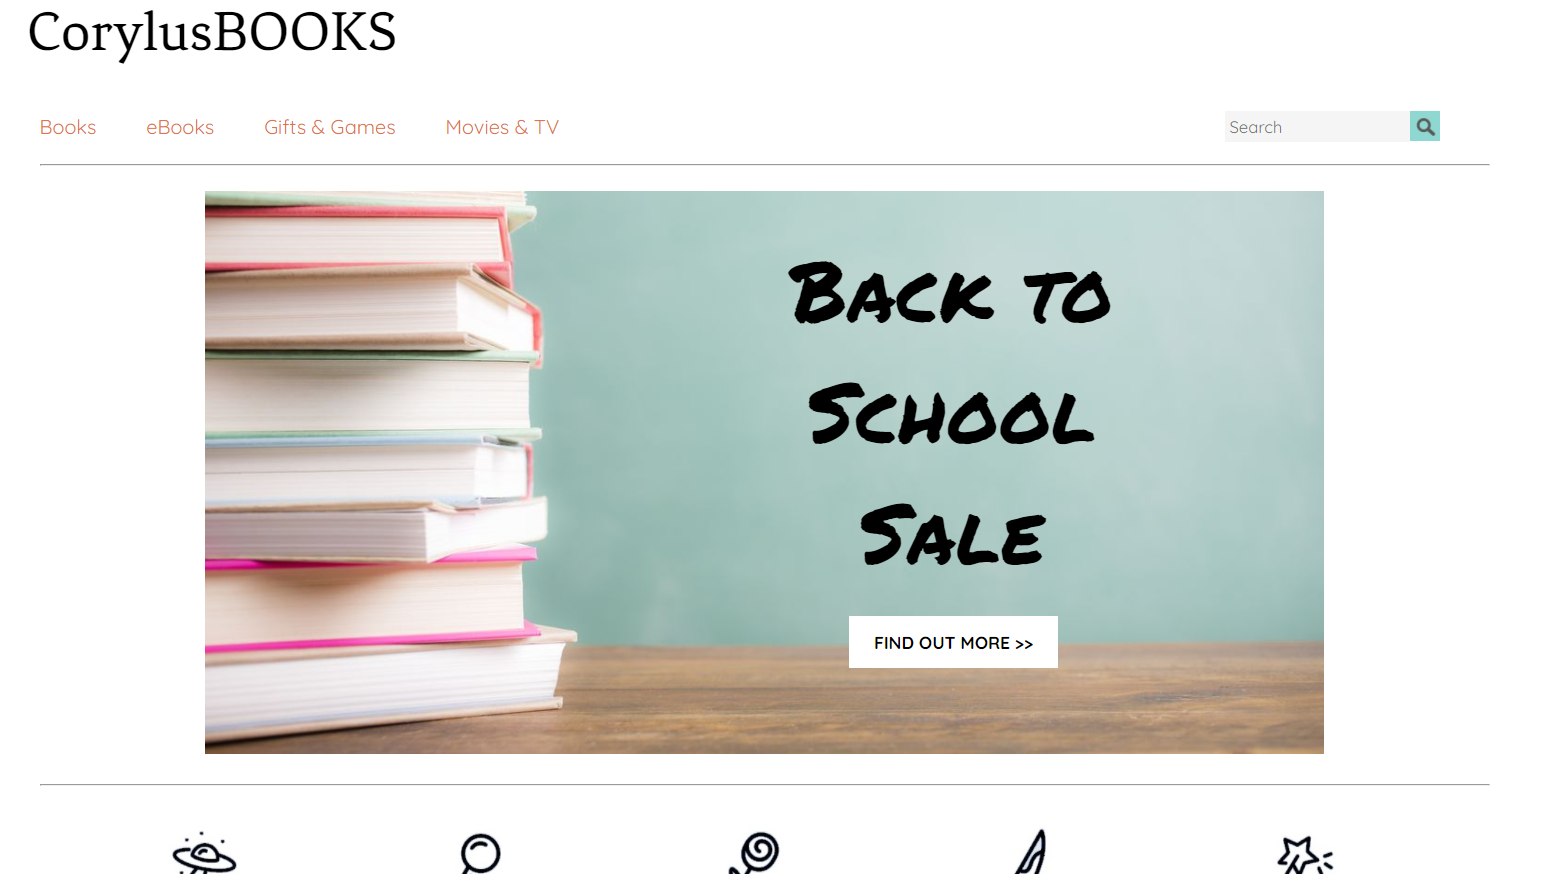 CorylusBOOKS
Books eBooks Gifts & Games Movies & TV Search
BACK TO
SCHOOL
SALE
FIND OUT MORE >>